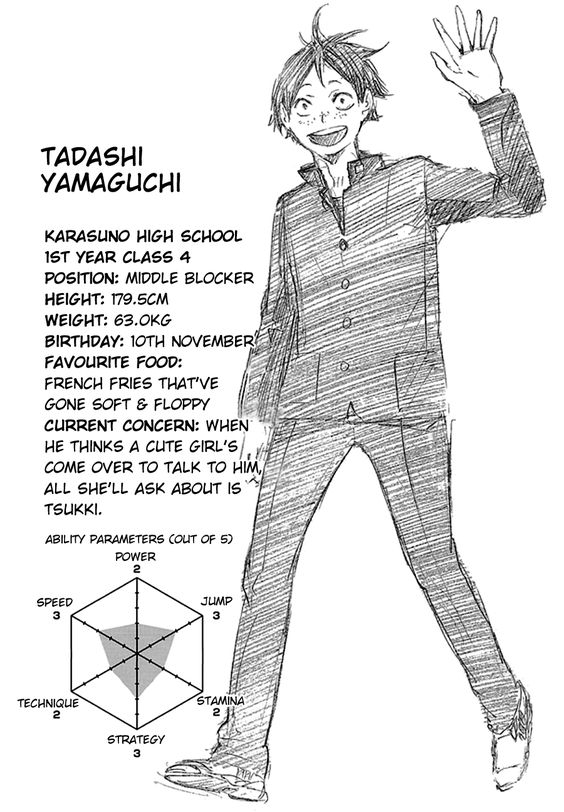 TADASHI
YAMAGUCHI
KARASUNO HIGH SCHOOL
1ST YEAR CLASS 4
POSITION: MIDDLE BLOCKER
HEIGHT: 179.5CM
WEIGHT: 63.0KG
BIRTHDAY: 10TH NOVEMBER
FAVOURITE FOOD:
FRENCH FRIES THAT'VE
GONE SOFT & FLOPPY
CURRENT CONCERN: WHEN
HE THINKS A CUTE GIRL'S
COME OVER TO TALK TO HIM,
ALL SHE'LL ASK ABOUT IS
TSUKKI.
ABILITY PARAMETERS (OUT OF 5)
POWER
2
SPEED
3
JUMP
3
TECHNIQUE
2
STAMINA
2
STRATEGY
3